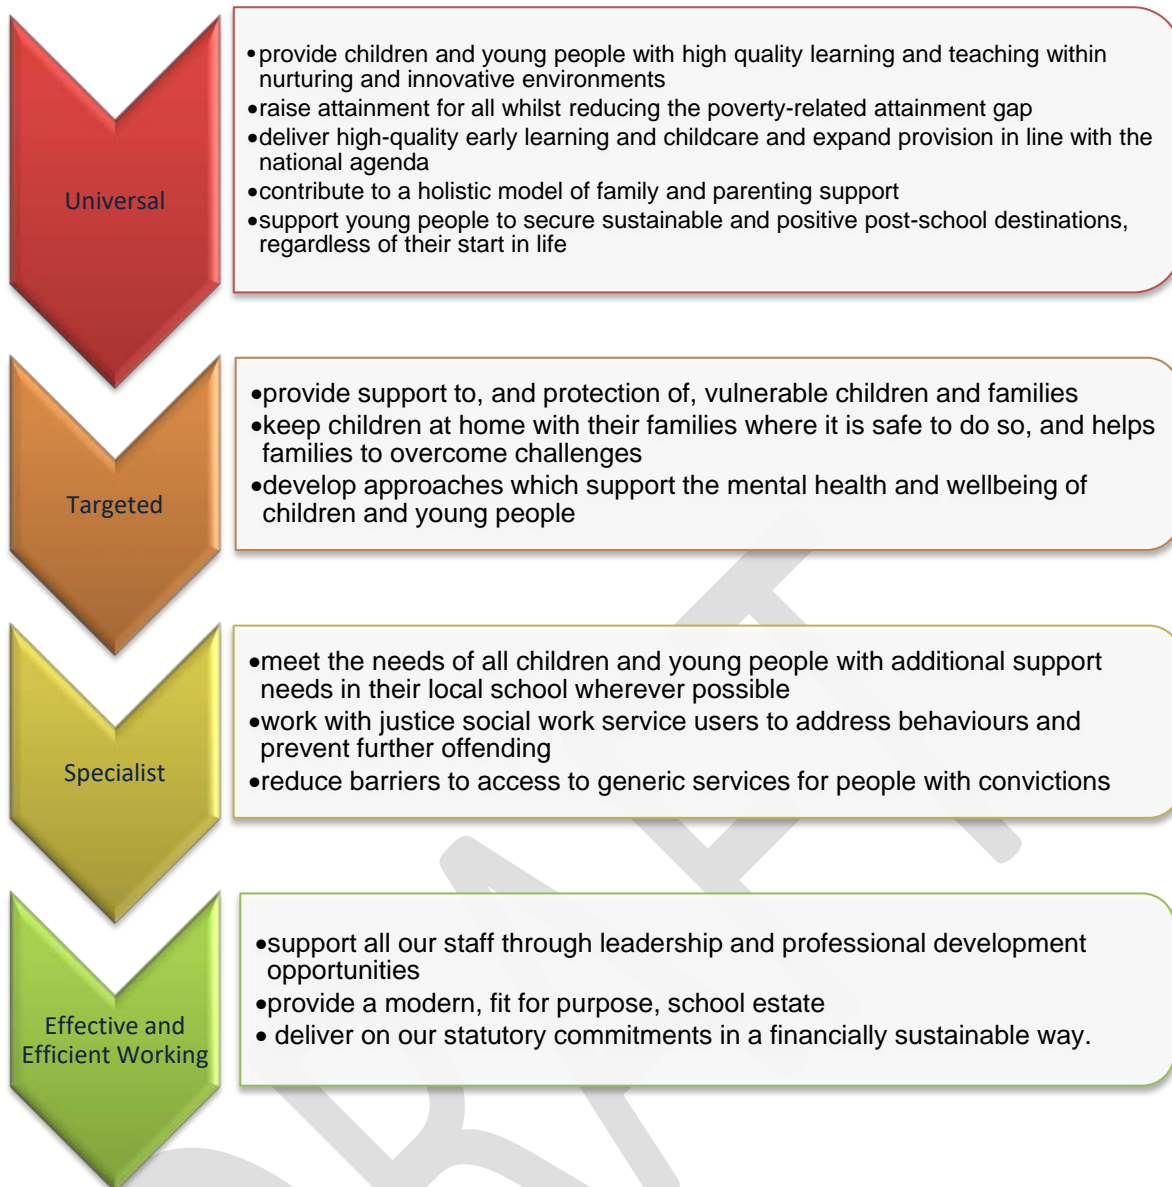 Universal
•provide children and young people with high quality learning and teaching within
nurturing and innovative environments
•raise attainment for all whilst reducing the poverty-related attainment gap
•deliver high-quality early learning and childcare and expand provision in line with the
national agenda
•contribute to a holistic model of family and parenting support
•support young people to secure sustainable and positive post-school destinations,
regardless of their start in life
Targeted
•provide support to, and protection of, vulnerable children and families
•keep children at home with their families where it is safe to do so, and helps
families to overcome challenges
•develop approaches which support the mental health and wellbeing of
children and young people
Specialist
•meet the needs of all children and young people with additional support
needs in their local school wherever possible
•work with justice social work service users to address behaviours and
prevent further offending
•reduce barriers to access to generic services for people with convictions
Effective and
Efficient Working
•support all our staff through leadership and professional development
opportunities
•provide a modern, fit for purpose, school estate
• deliver on our statutory commitments in a financially sustainable way.
DRAFT